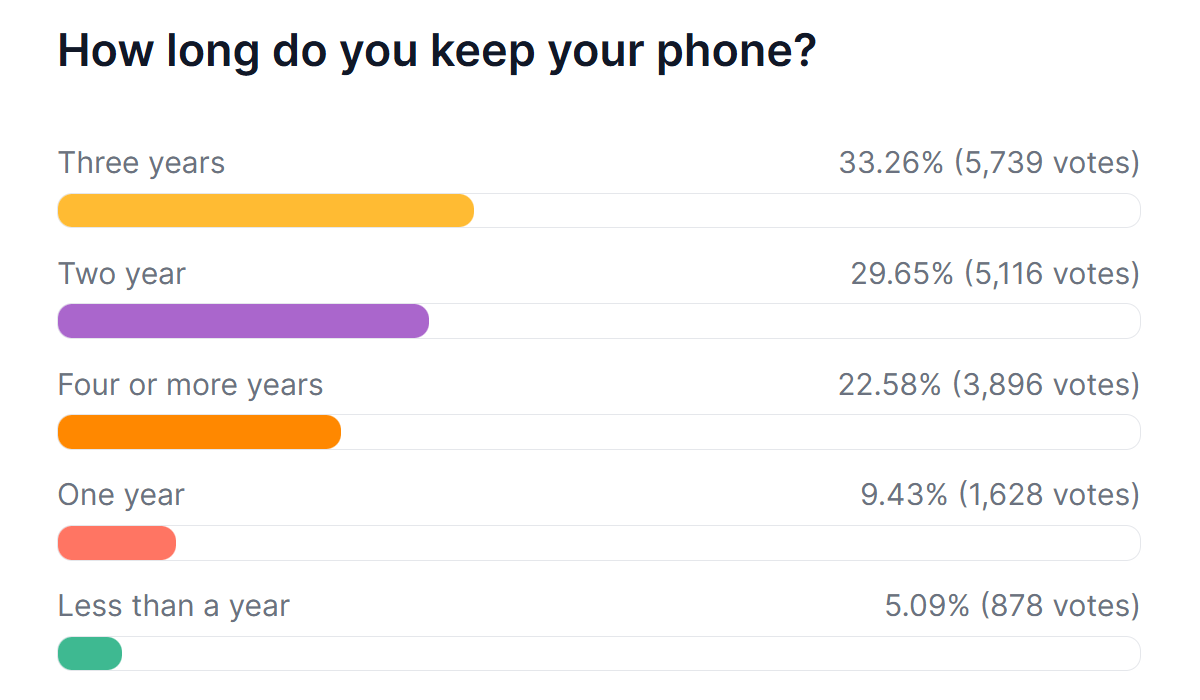 How long do you keep your phone?
Three years 33.26% (5,739 votes)
Two year 29.65% (5,116 votes)
Four or more years 22.58% (3,896 votes)
One year 9.43% (1,628 votes)
Less than a year 5.09% (878 votes)